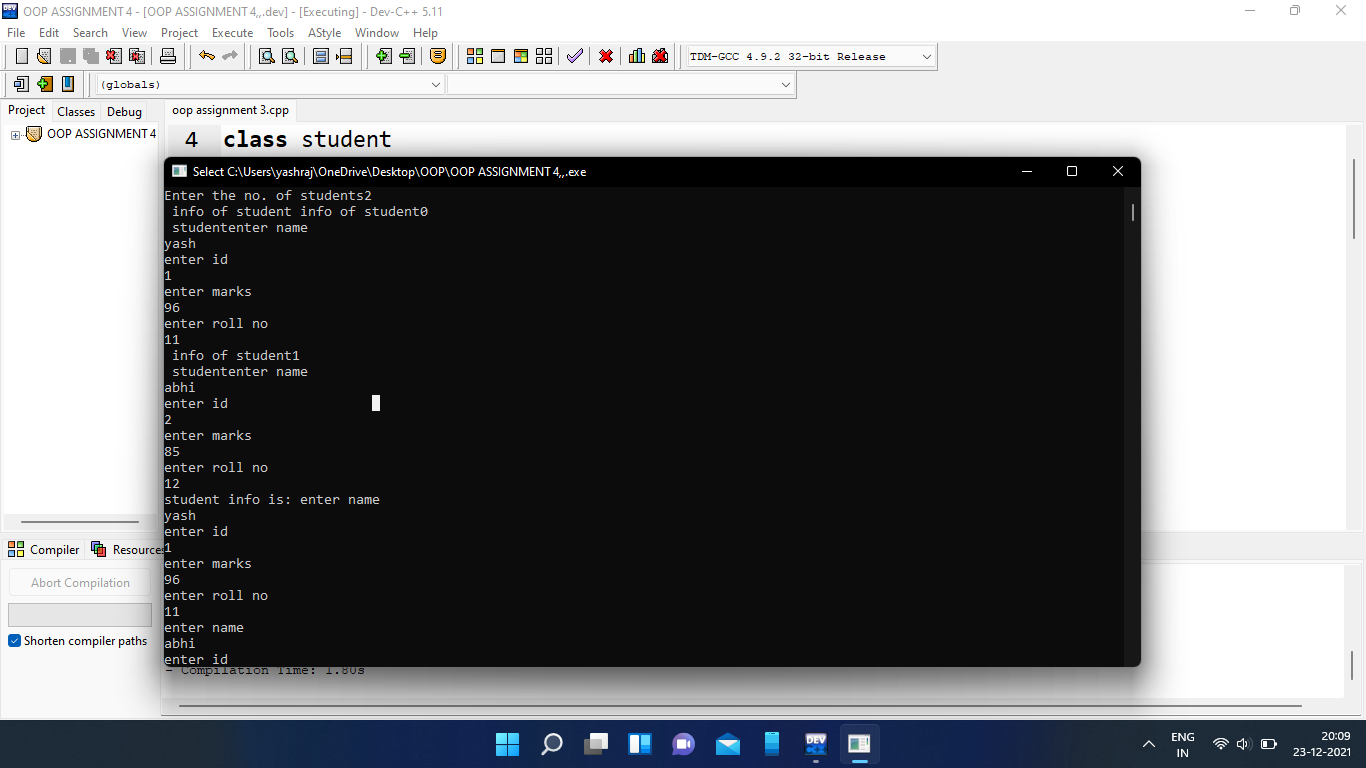 OOP ASSIGNMENT 4 - [OOP ASSIGNMENT 4,,.dev] - [Executing] - Dev-C++ 5.11
File Edit Search View Project Execute Tools AStyle Window Help
TDM-GCC 4.9.2 32-bit Release
(globals)
Project Classes Debug
oop assignment 3.cpp
OOP ASSIGNMENT 4
4 class student
Select C:\Users\yashraj\OneDrive\Desktop\OOP\OOP ASSIGNMENT 4,,.exe
Enter the no. of students2
info of student info of student0
studententer name
yash
enter id
1
enter marks
96
enter roll no
11
info of student1
studententer name
abhi
enter id
2
enter marks
85
enter roll no
12
student info is: enter name
yash
enter id
1
enter marks
96
enter roll no
11
enter name
abhi
enter id
Compiler Resources
Abort Compilation
Shorten compiler paths
- Compilation Time: 1.80s
DEV
ENG
IN
20:09
23-12-2021